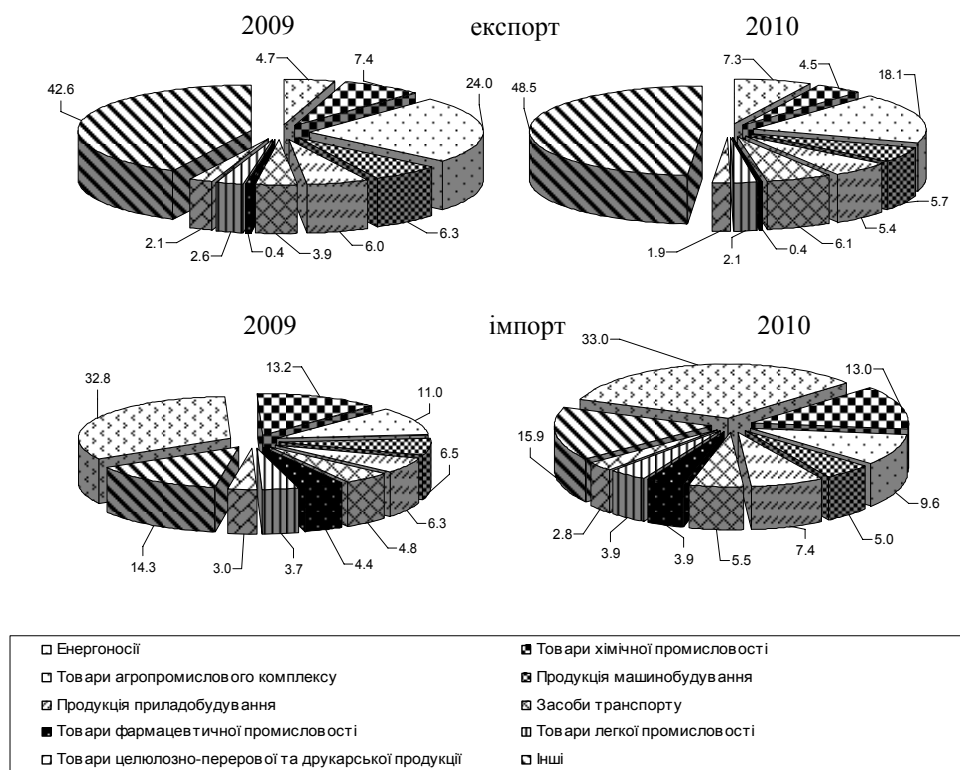 2009 експорт 2010
4.7 7.4 7.3 4.5
42.6 24.0 48.5 18.1
2.1 2.6 0.4 3.9 6.0 6.3 1.9 2.1 0.4 6.1 5.4 5.7
2009 імпорт 2010
32.8 13.2 11.0 33.0 13.0
14.3 3.0 3.7 4.4 4.8 6.3 6.5 15.9 2.8 3.9 3.9 5.5 7.4 5.0 9.6
Енергоносії Товари хімічної промисловості
Товари агропромислового комплексу Продукція машинобудування
Продукція приладобудування Засоби транспорту
Товари фармацевтичної промисловості Товари легкої промисловості
Товари целюлозно-перерової та друкарської продукції Інші